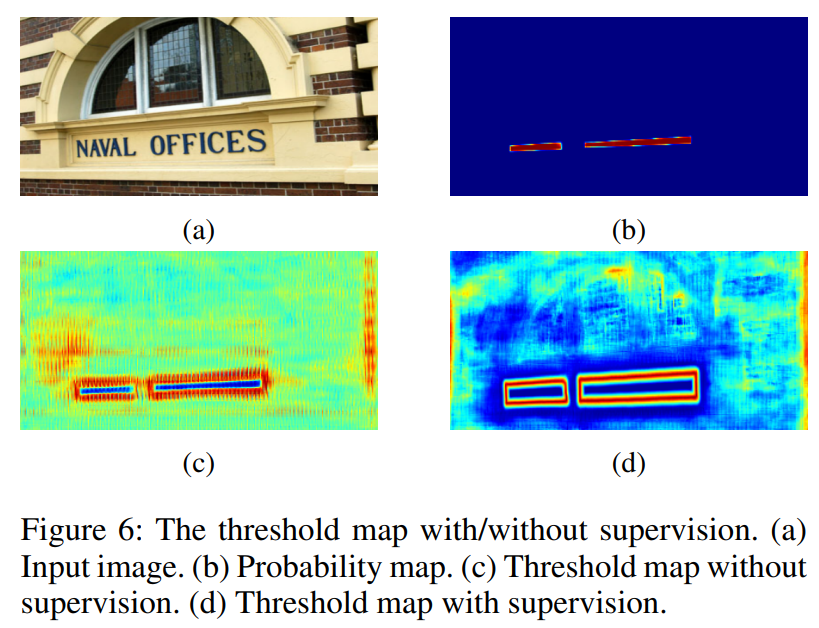 NAVAL OFFICES
(a)
(b)
(c)
(d)
Figure 6: The threshold map with/without supervision. (a)
Input image. (b) Probability map. (c) Threshold map without
supervision. (d) Threshold map with supervision.